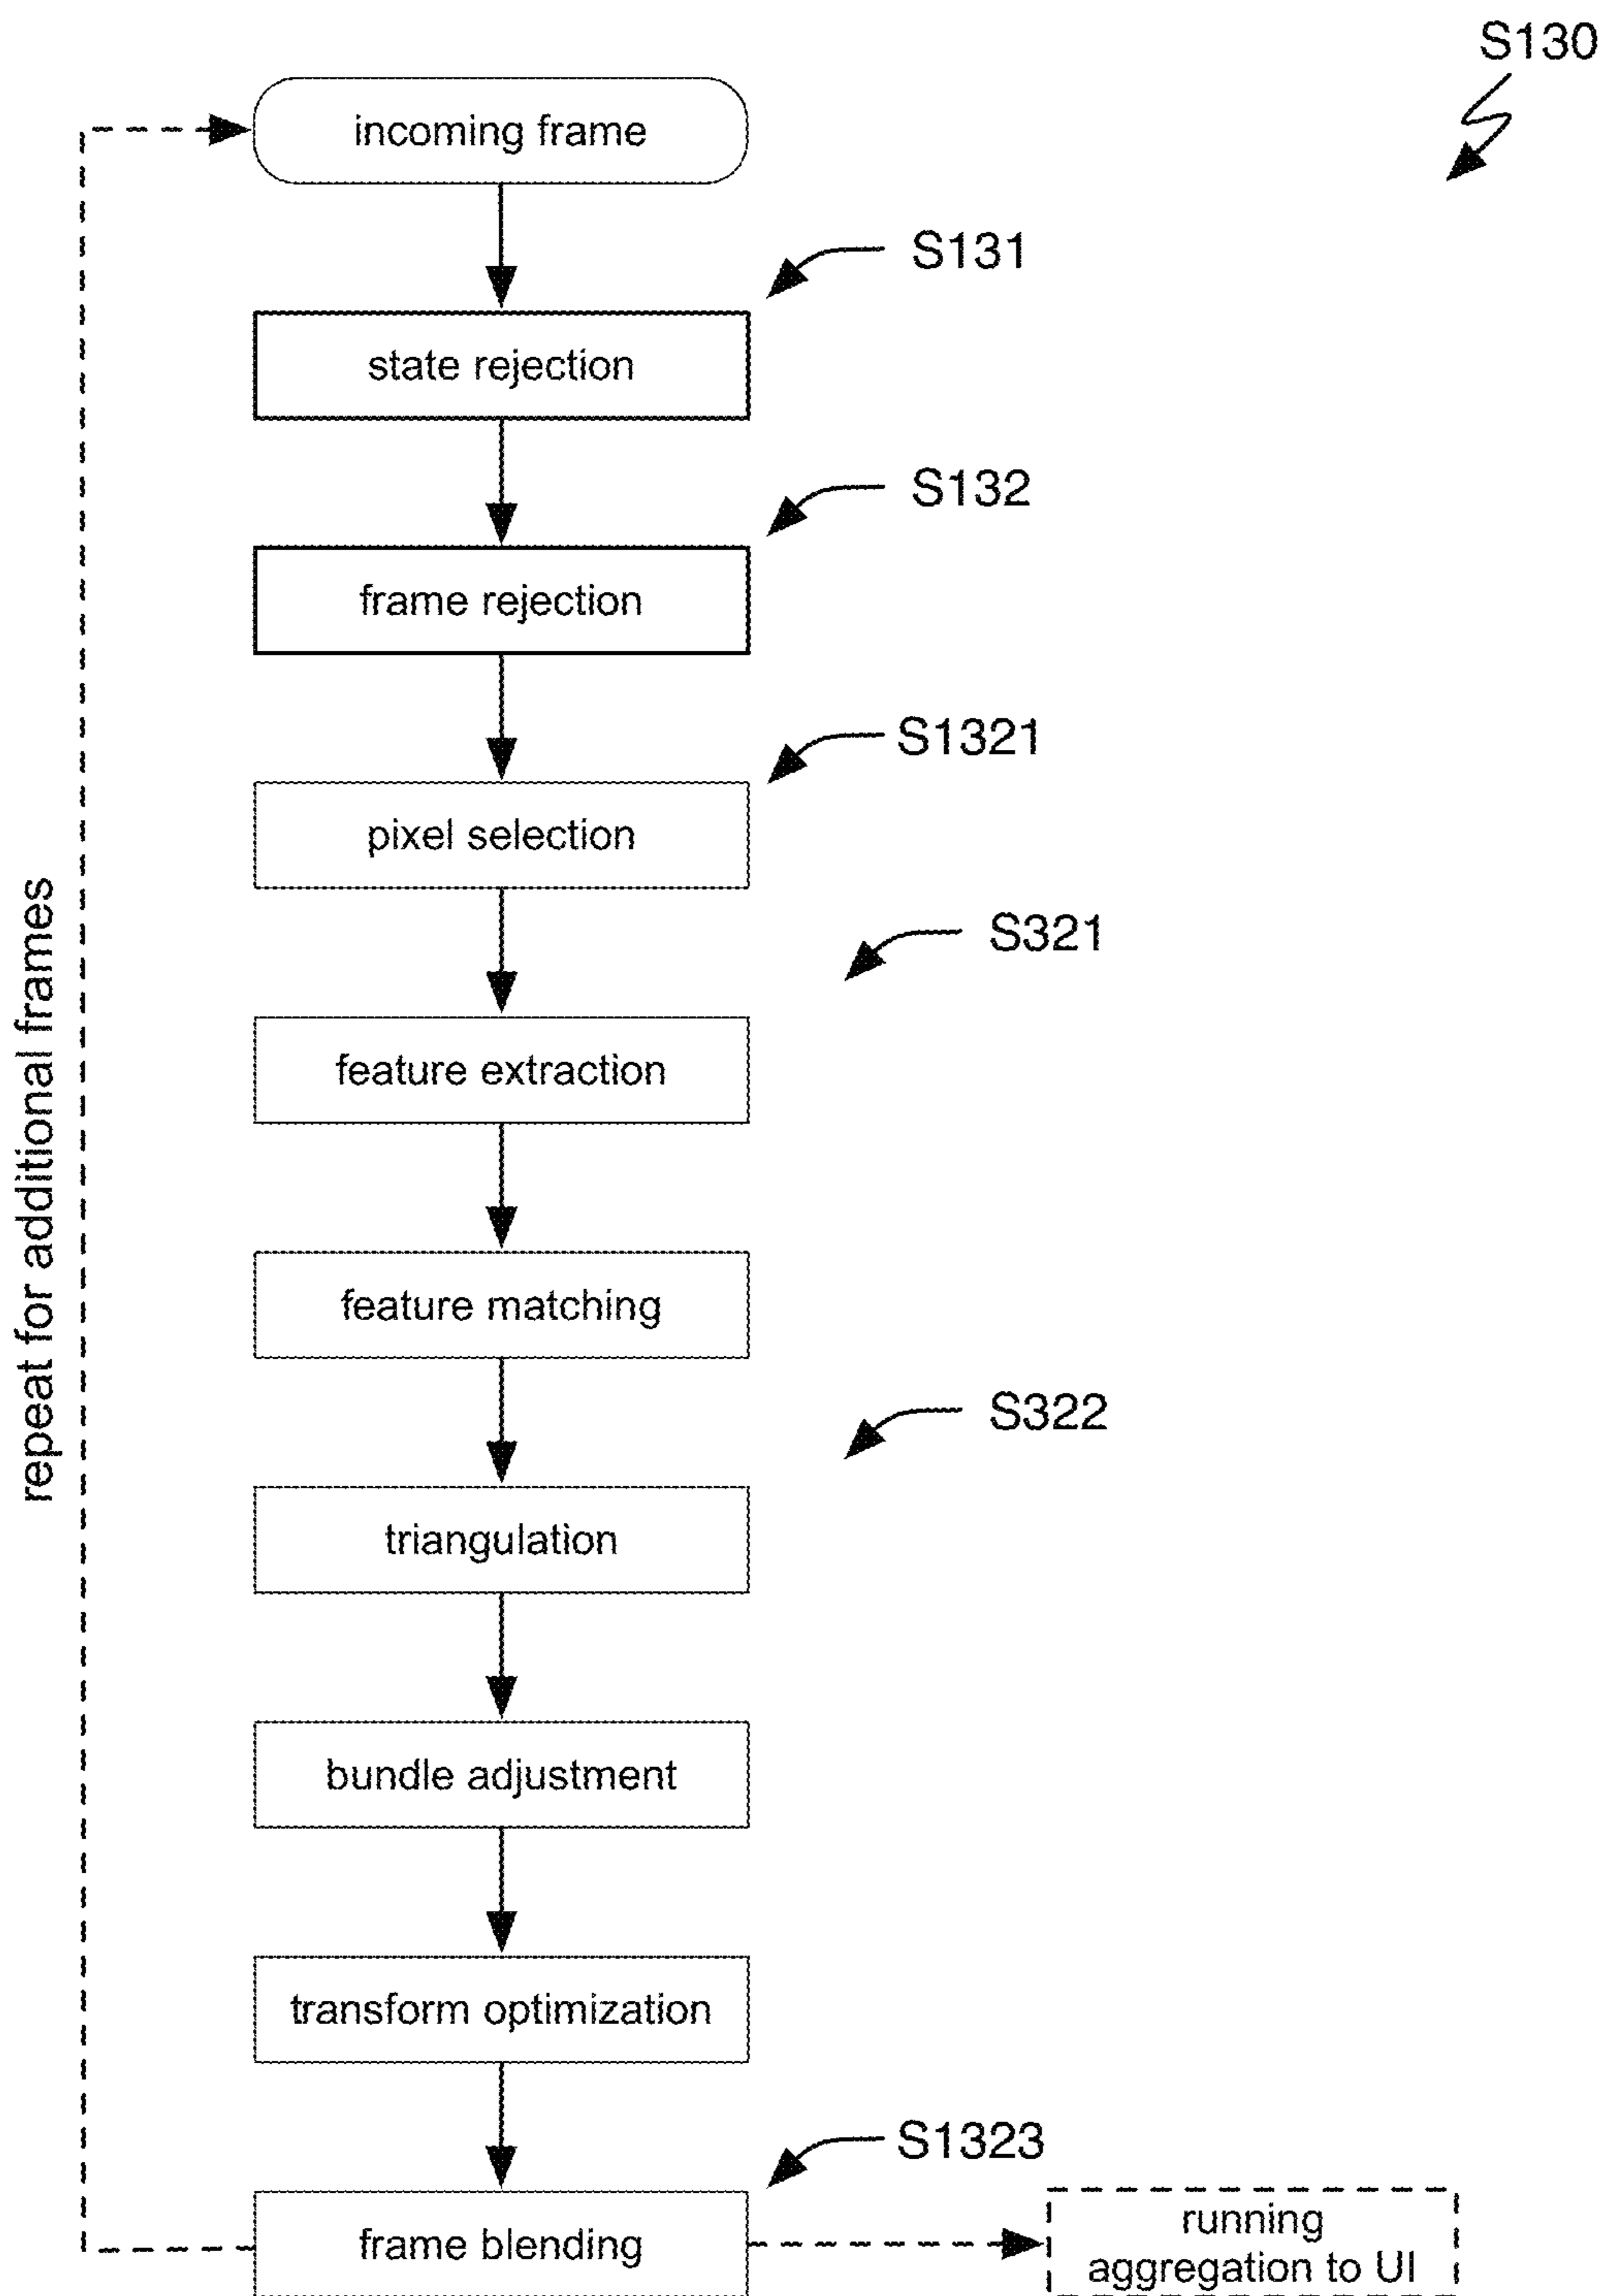 S130
incoming frame
S131
state rejection
S132
frame rejection
S1321
pixel selection
S321
feature extraction
feature matching
S322
triangulation
bundle adjustment
transform optimization
S1323
frame blending
running
aggregation to UI
repeat for additional frames